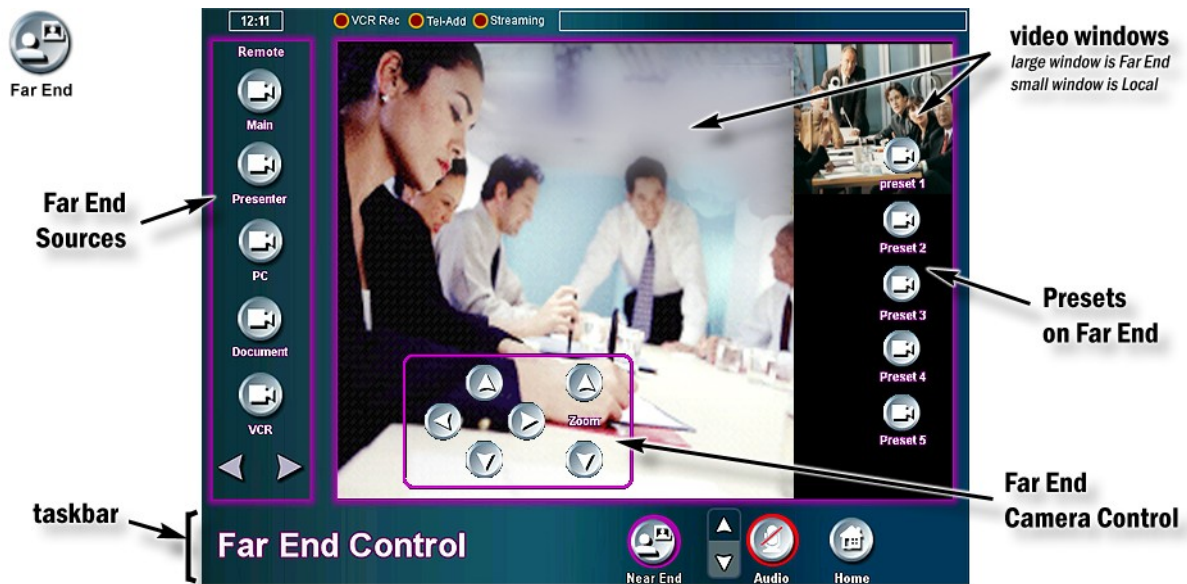 Far End
12:11
VCR Rec
Tel-Add
Streaming
Remote
Main
Presenter
PC
Document
VCR
Far End
Sources
video windows
large window is Far End
small window is Local
preset 1
Preset 2
Preset 3
Preset 4
Preset 5
Presets
on Far End
Zoom
Far End
Camera Control
taskbar
Far End Control
Near End
Audio
Home